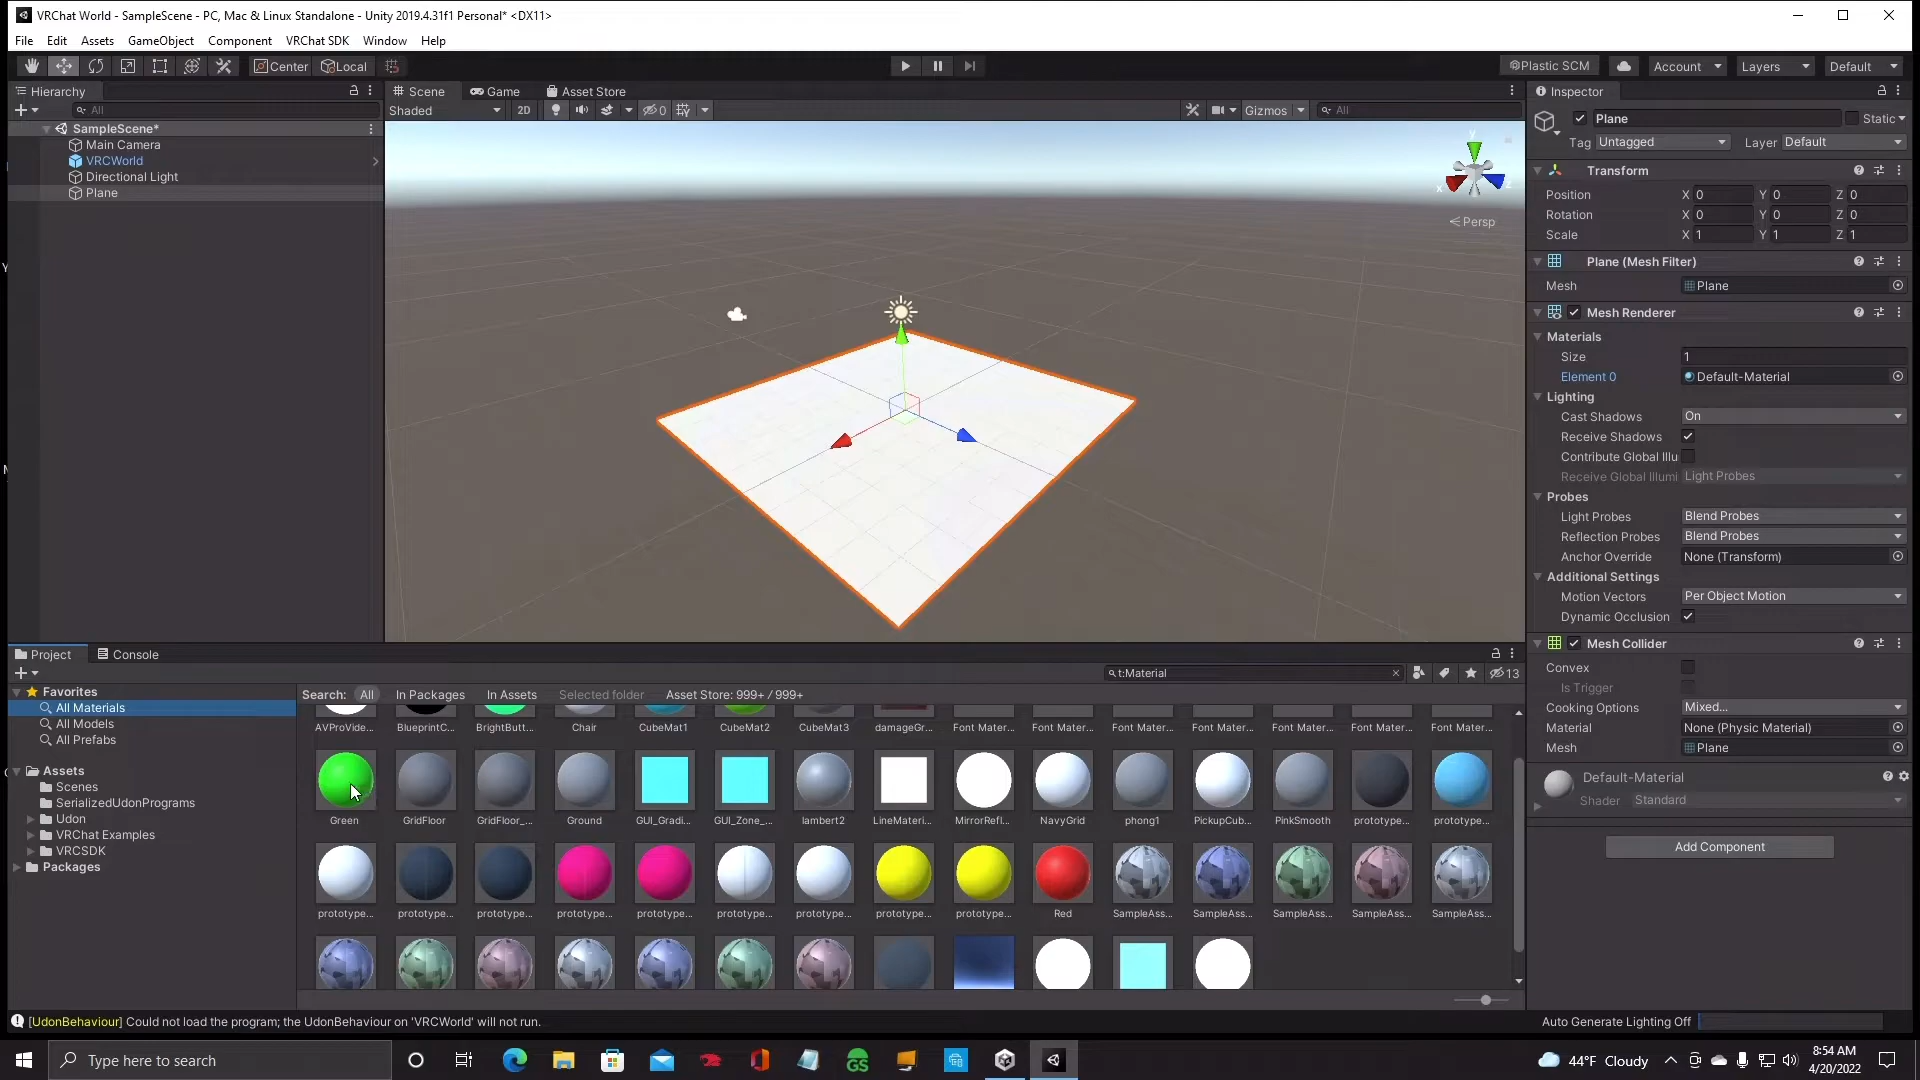 VRChat World - SampleScene - PC, Mac & Linux Standalone - Unity 2019.4.31f1 Personal* <DX11>
File Edit Assets GameObject Component VRChat SDK Window Help
Center Local Plastic SCM Account Layers Default
Hierarchy
All
SampleScene*
Main Camera
VRCWorld
Directional Light
Plane
Scene Game Asset Store
Shaded 2D 0 Gizmos All
y
x z
Persp
Inspector
Plane Static
Tag Untagged Layer Default
Transform
Position X 0 Y 0 Z 0
Rotation X 0 Y 0 Z 0
Scale X 1 Y 1 Z 1
Plane (Mesh Filter)
Mesh Plane
Mesh Renderer
Materials
Size 1
Element 0 Default-Material
Lighting
Cast Shadows On
Receive Shadows
Contribute Global Illu
Receive Global Illumi Light Probes
Probes
Light Probes Blend Probes
Reflection Probes Blend Probes
Anchor Override None (Transform)
Additional Settings
Motion Vectors Per Object Motion
Dynamic Occlusion
Mesh Collider
Convex
Is Trigger
Cooking Options Mixed...
Material None (Physic Material)
Mesh Plane
Default-Material
Shader Standard
Add Component
Project Console
t:Material 13
Favorites
All Materials
All Models
All Prefabs
Assets
Scenes
SerializedUdonPrograms
Udon
VRChat Examples
VRCSDK
Packages
Search: All In Packages In Assets Selected folder Asset Store: 999+ / 999+
AVProVide... BlueprintC... BrightButt... Chair CubeMat1 CubeMat2 CubeMat3 damageGr... Font Mater... Font Mater... Font Mater... Font Mater... Font Mater... Font Mater... Font Mater...
Green GridFloor GridFloor_... Ground GUI_Gradi... GUI_Zone_... lambert2 LineMateri... MirrorRefl... NavyGrid phong1 PickupCub... PinkSmooth prototype... prototype...
prototype... prototype... prototype... prototype... prototype... prototype... prototype... prototype... prototype... Red SampleAss... SampleAss... SampleAss... SampleAss... SampleAss...
[UdonBehaviour] Could not load the program; the UdonBehaviour on 'VRCWorld' will not run.
Auto Generate Lighting Off
Type here to search
GS
44°F Cloudy
8:54 AM
4/20/2022